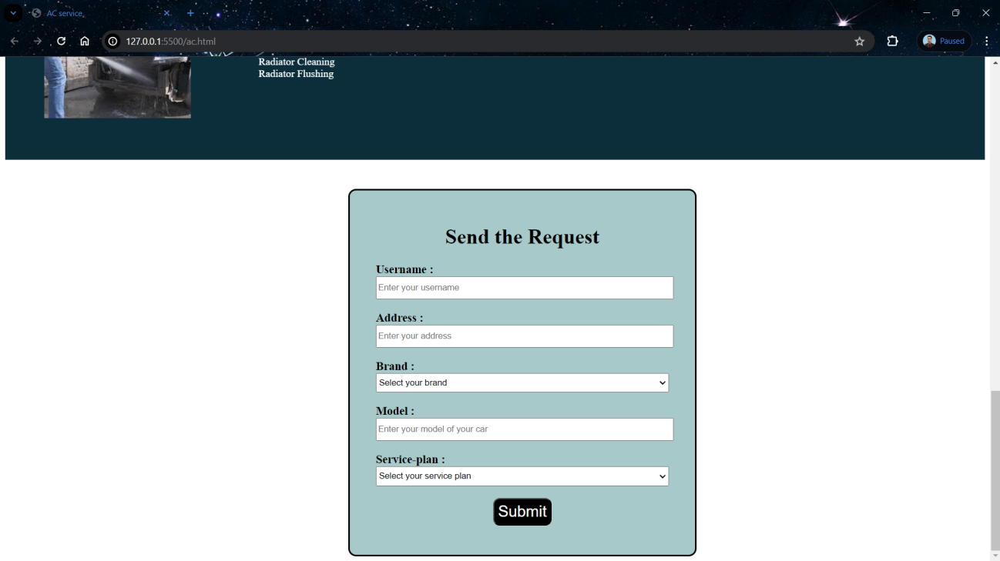 AC service
127.0.0.1:5500/ac.html
Paused
Radiator Cleaning
Radiator Flushing
Send the Request
Username :
Enter your username
Address :
Enter your address
Brand :
Select your brand
Model :
Enter your model of your car
Service-plan :
Select your service plan
Submit